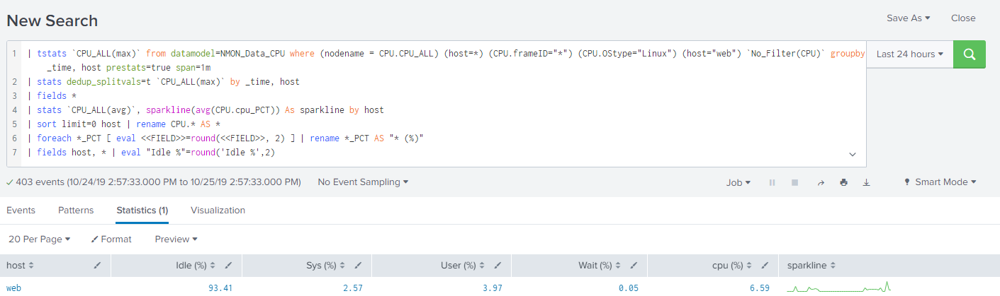 New Search
Save As
Close
1 | tstats `CPU_ALL(max)` from datamodel=NMON_Data_CPU where (nodename = CPU.CPU_ALL) (host=*) (CPU.frameID="*") (CPU.OStype="Linux") (host="web") `No_Filter(CPU)` groupby
_time, host prestats=true span=1m
Last 24 hours
2 | stats dedup_splitvals=t `CPU_ALL(max)` by _time, host
3 | fields *
4 | stats `CPU_ALL(avg)`, sparkline(avg(CPU.cpu_PCT)) As sparkline by host
5 | sort limit=0 host | rename CPU.* AS *
6 | foreach *_PCT [ eval <<FIELD>>=round(<<FIELD>>, 2) ] | rename *_PCT AS "* (%)"
7 | fields host, * | eval "Idle %"=round('Idle %',2)
403 events (10/24/19 2:57:33.000 PM to 10/25/19 2:57:33.000 PM)
No Event Sampling
Job
Smart Mode
Events
Patterns
Statistics (1)
Visualization
20 Per Page
Format
Preview
host Idle (%) Sys (%) User (%) Wait (%) cpu (%) sparkline
web 93.41 2.57 3.97 0.05 6.59